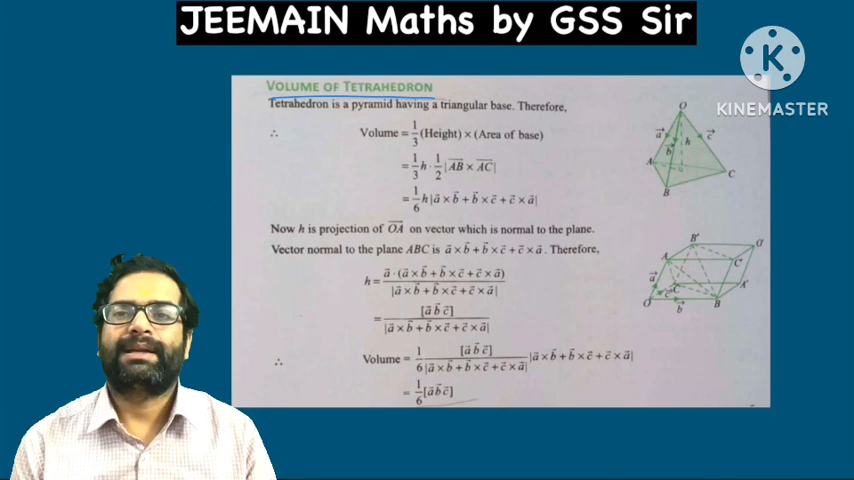 JEEMAIN Maths by GSS Sir
K
KINEMASTER
VOLUME OF TETRAHEDRON
Tetrahedron is a pyramid having a triangular base. Therefore,
∴ Volume = 1/3 (Height) × (Area of base)
= 1/3 h · 1/2 |AB⃗ × AC⃗|
= 1/6 h|a⃗ × b⃗ + b⃗ × c⃗ + c⃗ × a⃗|
Now h is projection of OA⃗ on vector which is normal to the plane.
Vector normal to the plane ABC is a⃗ × b⃗ + b⃗ × c⃗ + c⃗ × a⃗. Therefore,
h = a⃗ · (a⃗ × b⃗ + b⃗ × c⃗ + c⃗ × a⃗) / |a⃗ × b⃗ + b⃗ × c⃗ + c⃗ × a⃗|
= [a⃗ b⃗ c⃗] / |a⃗ × b⃗ + b⃗ × c⃗ + c⃗ × a⃗|
∴ Volume = 1/6 [a⃗ b⃗ c⃗] / |a⃗ × b⃗ + b⃗ × c⃗ + c⃗ × a⃗| |a⃗ × b⃗ + b⃗ × c⃗ + c⃗ × a⃗|
= 1/6 [a⃗ b⃗ c⃗]
O
a⃗ b⃗ h c⃗
A
C
B
B' O'
A C'
a⃗ C A'
c⃗
O b⃗ B